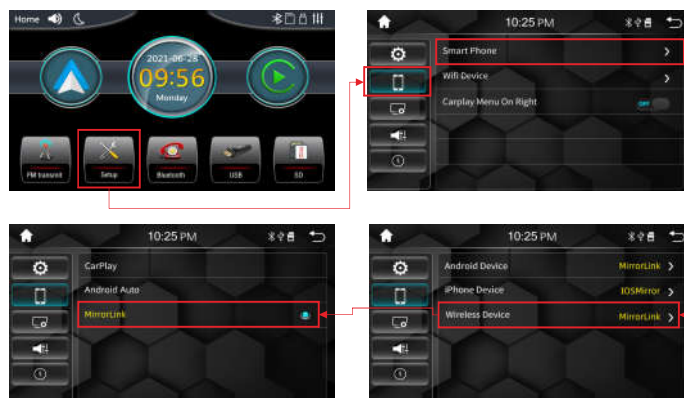 Home
2021-06-28
09:56
Monday
FM transmit
Setup
Bluetooth
USB
SD
10:25 PM
Smart Phone
Wifi Device
Carplay Menu On Right
OFF
10:25 PM
CarPlay
Android Auto
MirrorLink
10:25 PM
Android Device MirrorLink
iPhone Device IOSMirror
Wireless Device MirrorLink